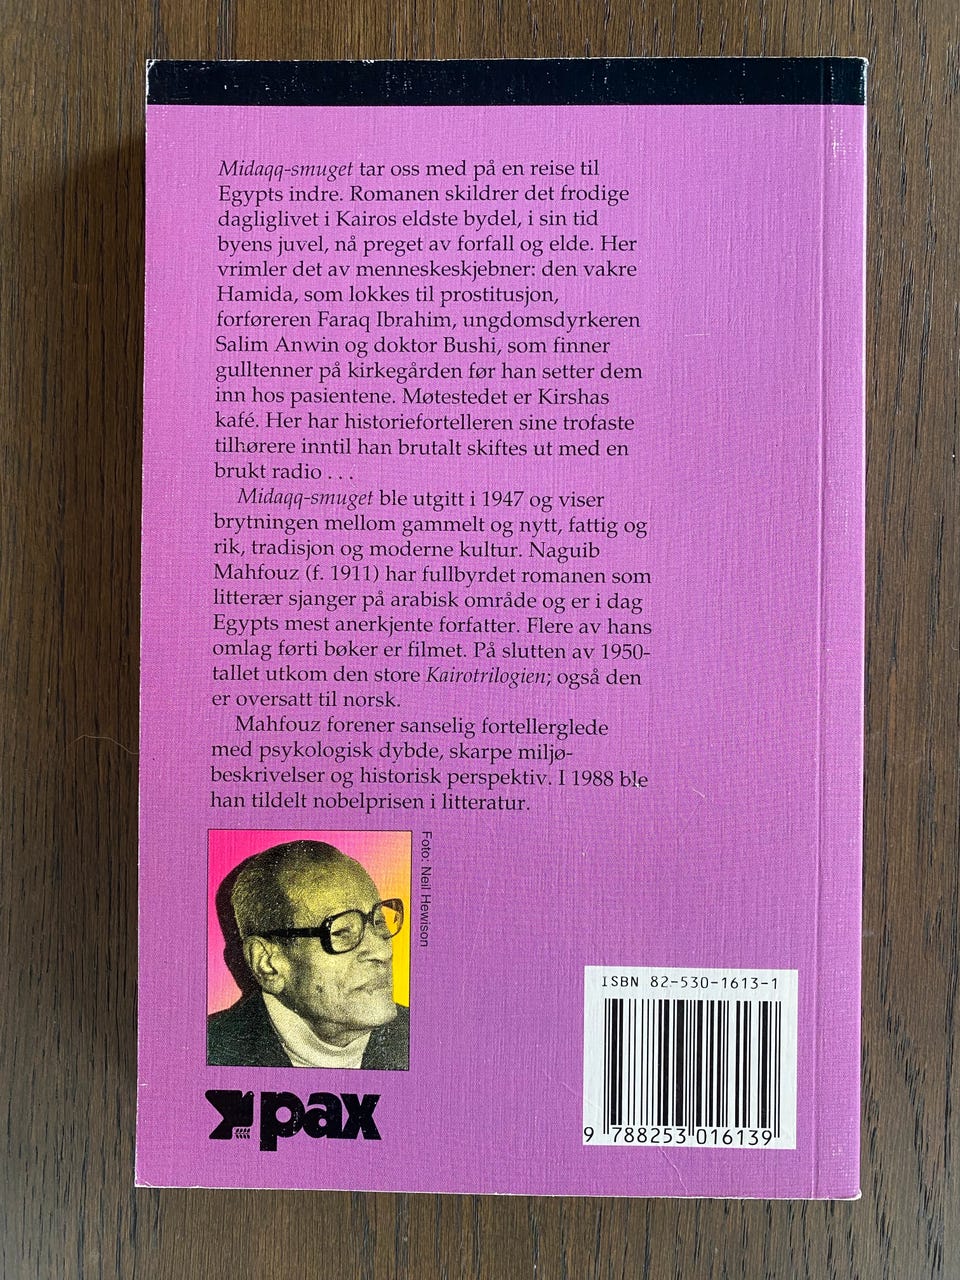 Midaqq-smuget tar oss med på en reise til
Egypts indre. Romanen skildrer det frodige
dagliglivet i Kairos eldste bydel, i sin tid
byens juvel, nå preget av forfall og elde. Her
vrimler det av menneskeskjebner: den vakre
Hamida, som lokkes til prostitusjon,
forføreren Faraq Ibrahim, ungdomsdyrkeren
Salim Anwin og doktor Bushi, som finner
gulltenner på kirkegården før han setter dem
inn hos pasientene. Møtestedet er Kirshas
kafé. Her har historiefortelleren sine trofaste
tilhørere inntil han brutalt skiftes ut med en
brukt radio . . .
Midaqq-smuget ble utgitt i 1947 og viser
brytningen mellom gammelt og nytt, fattig og
rik, tradisjon og moderne kultur. Naguib
Mahfouz (f. 1911) har fullbyrdet romanen som
litterær sjanger på arabisk område og er i dag
Egypts mest anerkjente forfatter. Flere av hans
omlag førti bøker er filmet. På slutten av 1950-
tallet utkom den store Kairotrilogien; også den
er oversatt til norsk.
Mahfouz forener sanselig fortellerglede
med psykologisk dybde, skarpe miljø-
beskrivelser og historisk perspektiv. I 1988 ble
han tildelt nobelprisen i litteratur.
Foto: Neil Hewison
pax
ISBN 82-530-1613-1
9 788253 016139